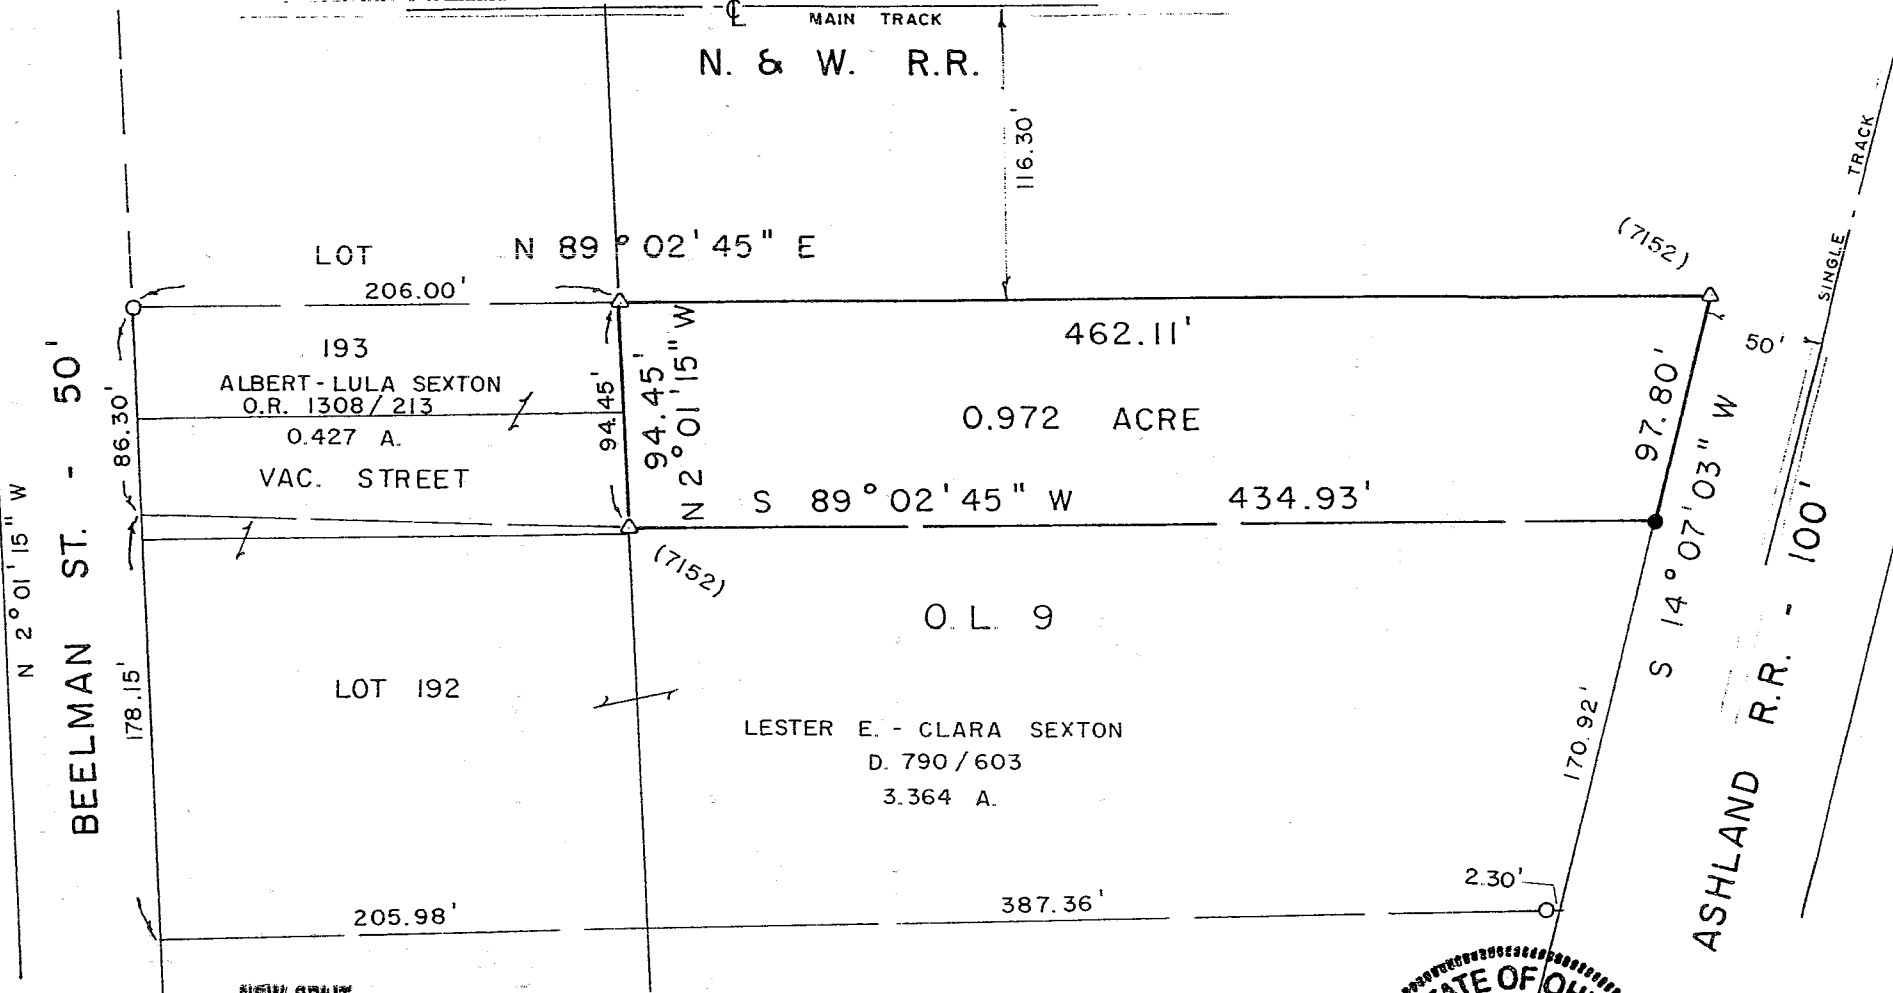 ℄ MAIN TRACK
N. & W. R.R.
116.30'
SINGLE - TRACK
(7152)
LOT N 89°02'45" E
206.00'
462.11'
50'
193
ALBERT - LULA SEXTON
O.R. 1308/213
0.427 A.
VAC. STREET
86.30'
94.45'
94.45'
N 2°01'15" W
0.972 ACRE
97.80'
S 14°07'03" W
S 89°02'45" W 434.93'
(7152)
N 2°01'15" W
BEELMAN ST. - 50'
178.15'
LOT 192
O. L. 9
LESTER E. - CLARA SEXTON
D. 790/603
3.364 A.
170.92'
ASHLAND R.R. - 100'
2.30'
205.98'
387.36'
STATE OF